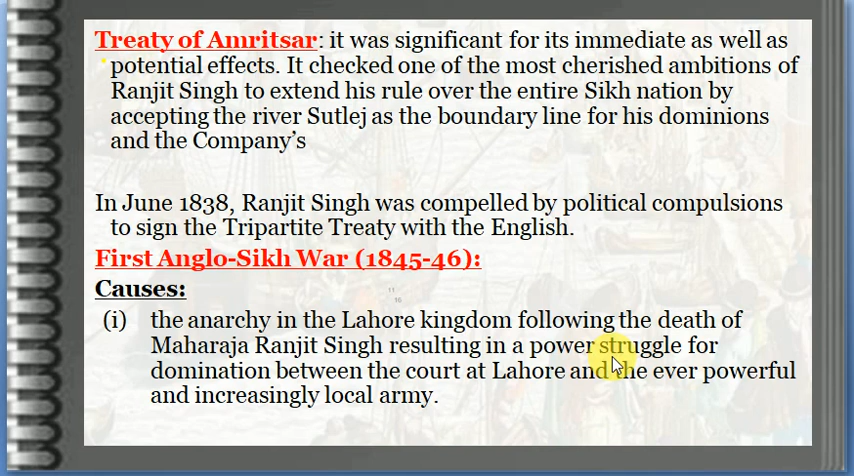 Treaty of Amritsar: it was significant for its immediate as well as
potential effects. It checked one of the most cherished ambitions of
Ranjit Singh to extend his rule over the entire Sikh nation by
accepting the river Sutlej as the boundary line for his dominions
and the Company’s
In June 1838, Ranjit Singh was compelled by political compulsions
to sign the Tripartite Treaty with the English.
First Anglo-Sikh War (1845-46):
Causes:
(i) the anarchy in the Lahore kingdom following the death of
Maharaja Ranjit Singh resulting in a power struggle for
domination between the court at Lahore and the ever powerful
and increasingly local army.